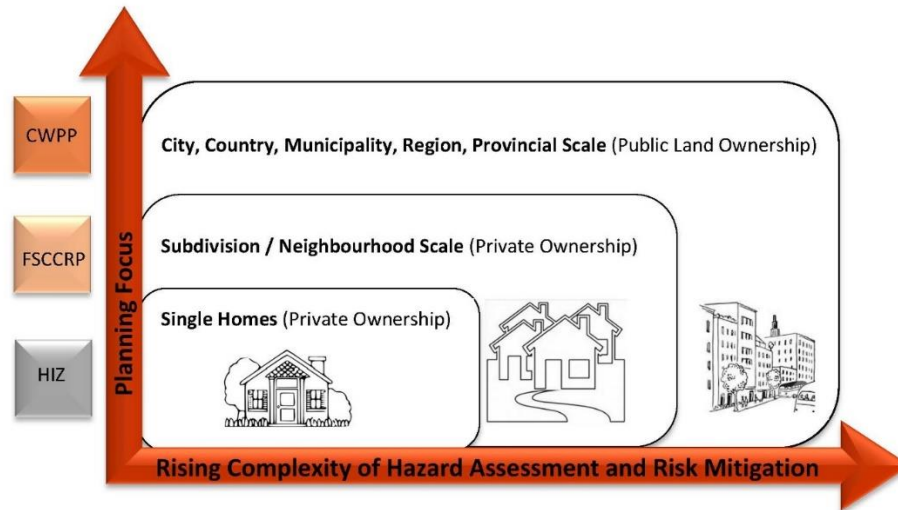 CWPP
City, Country, Municipality, Region, Provincial Scale (Public Land Ownership)
FSCCRP
Subdivision / Neighbourhood Scale (Private Ownership)
Single Homes (Private Ownership)
HIZ
Planning Focus
Rising Complexity of Hazard Assessment and Risk Mitigation